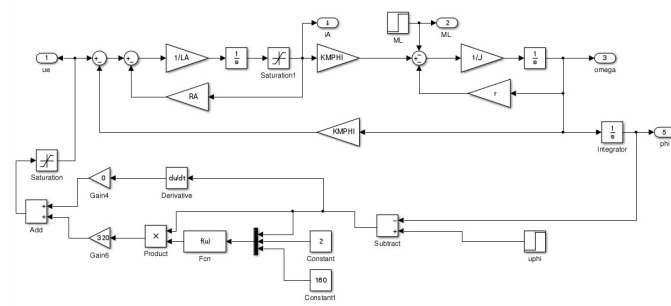 1
ue
1/LA
1
s
Saturation1
4
iA
KMPHI
ML
2
ML
1/J
1
s
3
omega
RA
r
KMPHI
1
s
Integrator
5
phi
Saturation
0
Gain4
du/dt
Derivative
Add
320
Gain6
×
Product
f(u)
Fcn
2
Constant
160
Constant1
Subtract
uphi